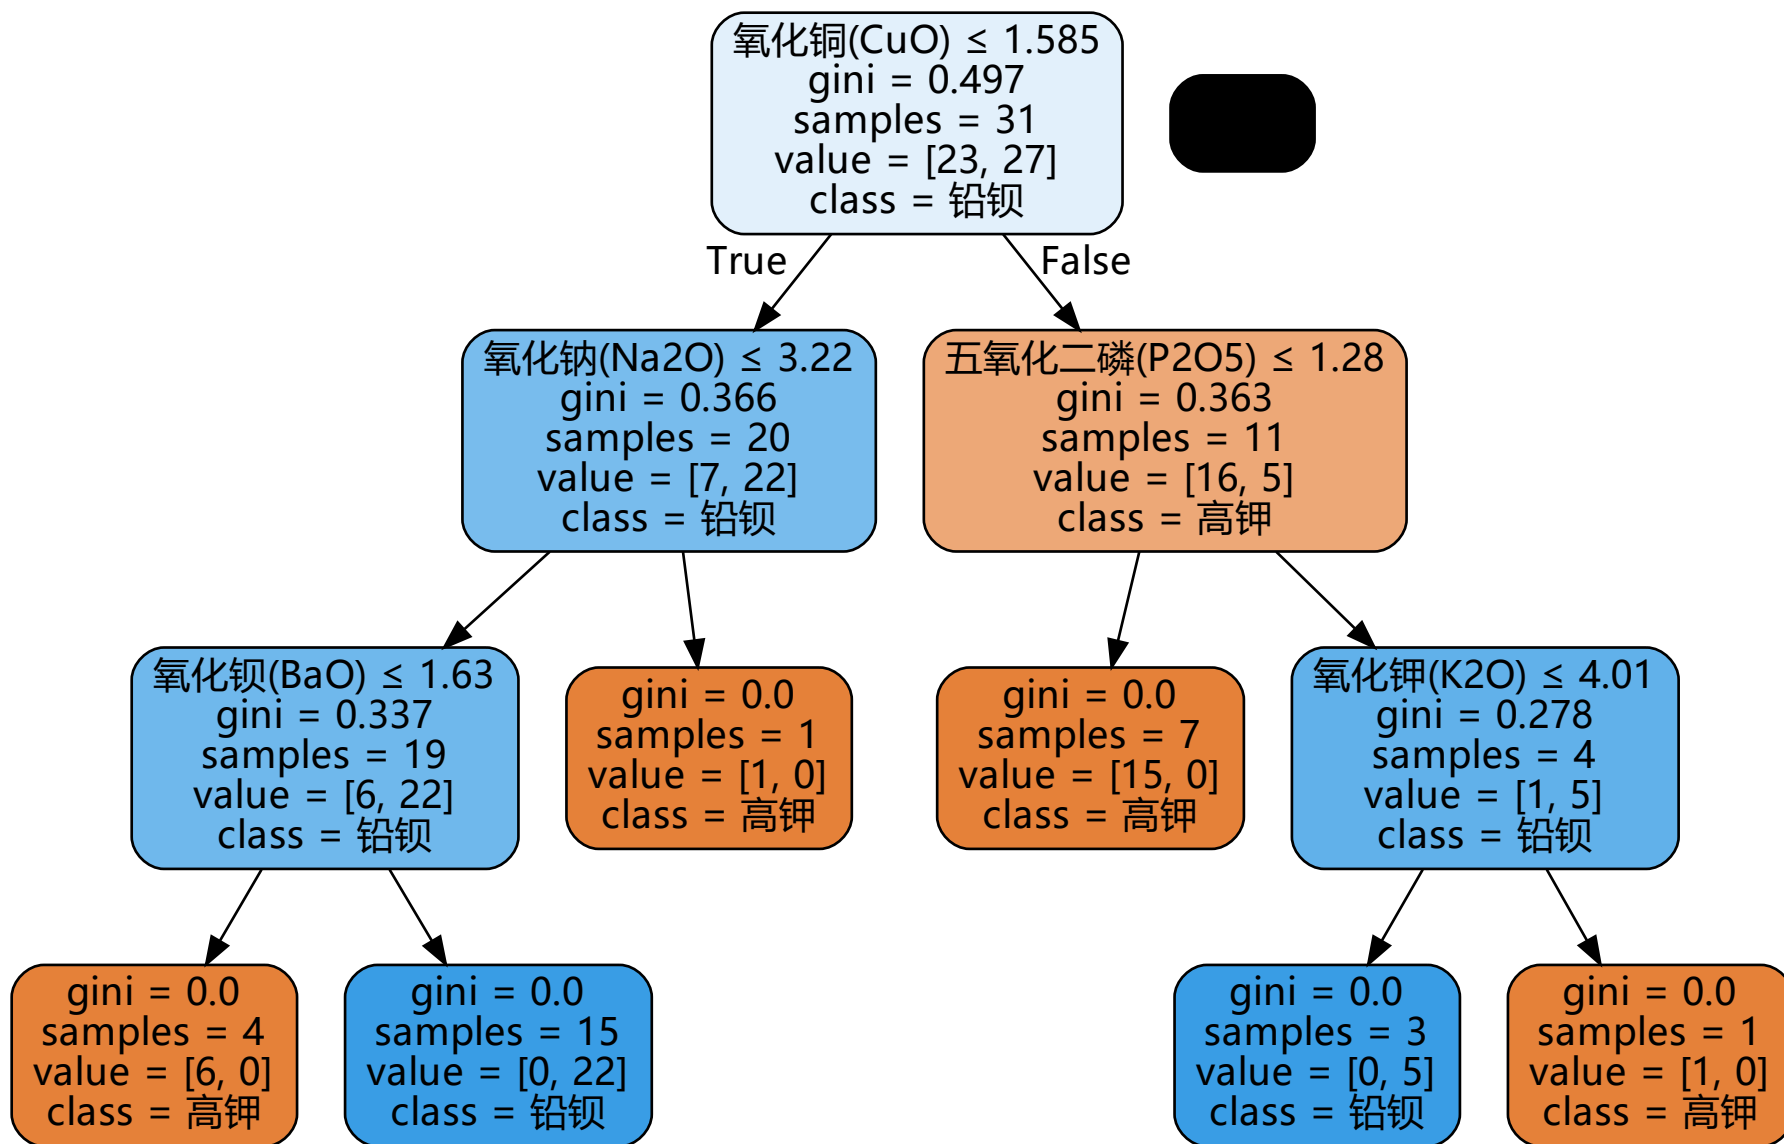 氧化铜(CuO) ≤ 1.585
gini = 0.497
samples = 31
value = [23, 27]
class = 铅钡
True
False
氧化钠(Na2O) ≤ 3.22
gini = 0.366
samples = 20
value = [7, 22]
class = 铅钡
五氧化二磷(P2O5) ≤ 1.28
gini = 0.363
samples = 11
value = [16, 5]
class = 高钾
氧化钡(BaO) ≤ 1.63
gini = 0.337
samples = 19
value = [6, 22]
class = 铅钡
gini = 0.0
samples = 1
value = [1, 0]
class = 高钾
gini = 0.0
samples = 7
value = [15, 0]
class = 高钾
氧化钾(K2O) ≤ 4.01
gini = 0.278
samples = 4
value = [1, 5]
class = 铅钡
gini = 0.0
samples = 4
value = [6, 0]
class = 高钾
gini = 0.0
samples = 15
value = [0, 22]
class = 铅钡
gini = 0.0
samples = 3
value = [0, 5]
class = 铅钡
gini = 0.0
samples = 1
value = [1, 0]
class = 高钾